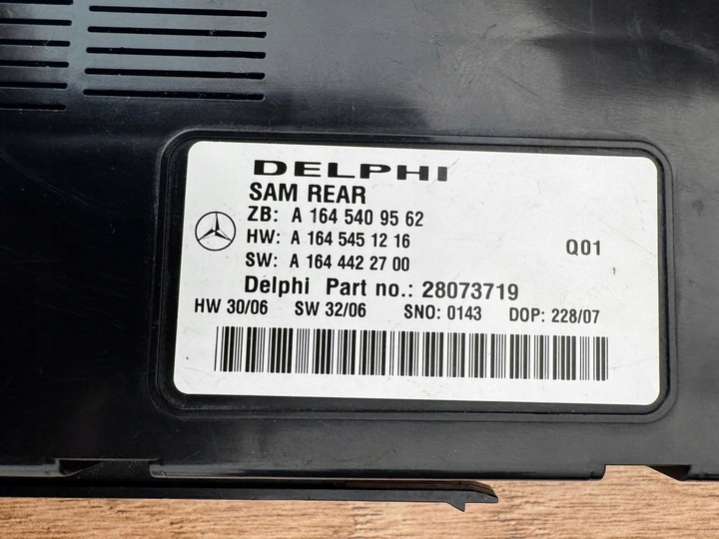 DELPHI
SAM REAR
ZB: A 164 540 95 62
HW: A 164 545 12 16 Q01
SW: A 164 442 27 00
Delphi Part no.: 28073719
HW 30/06 SW 32/06 SNO: 0143 DOP: 228/07